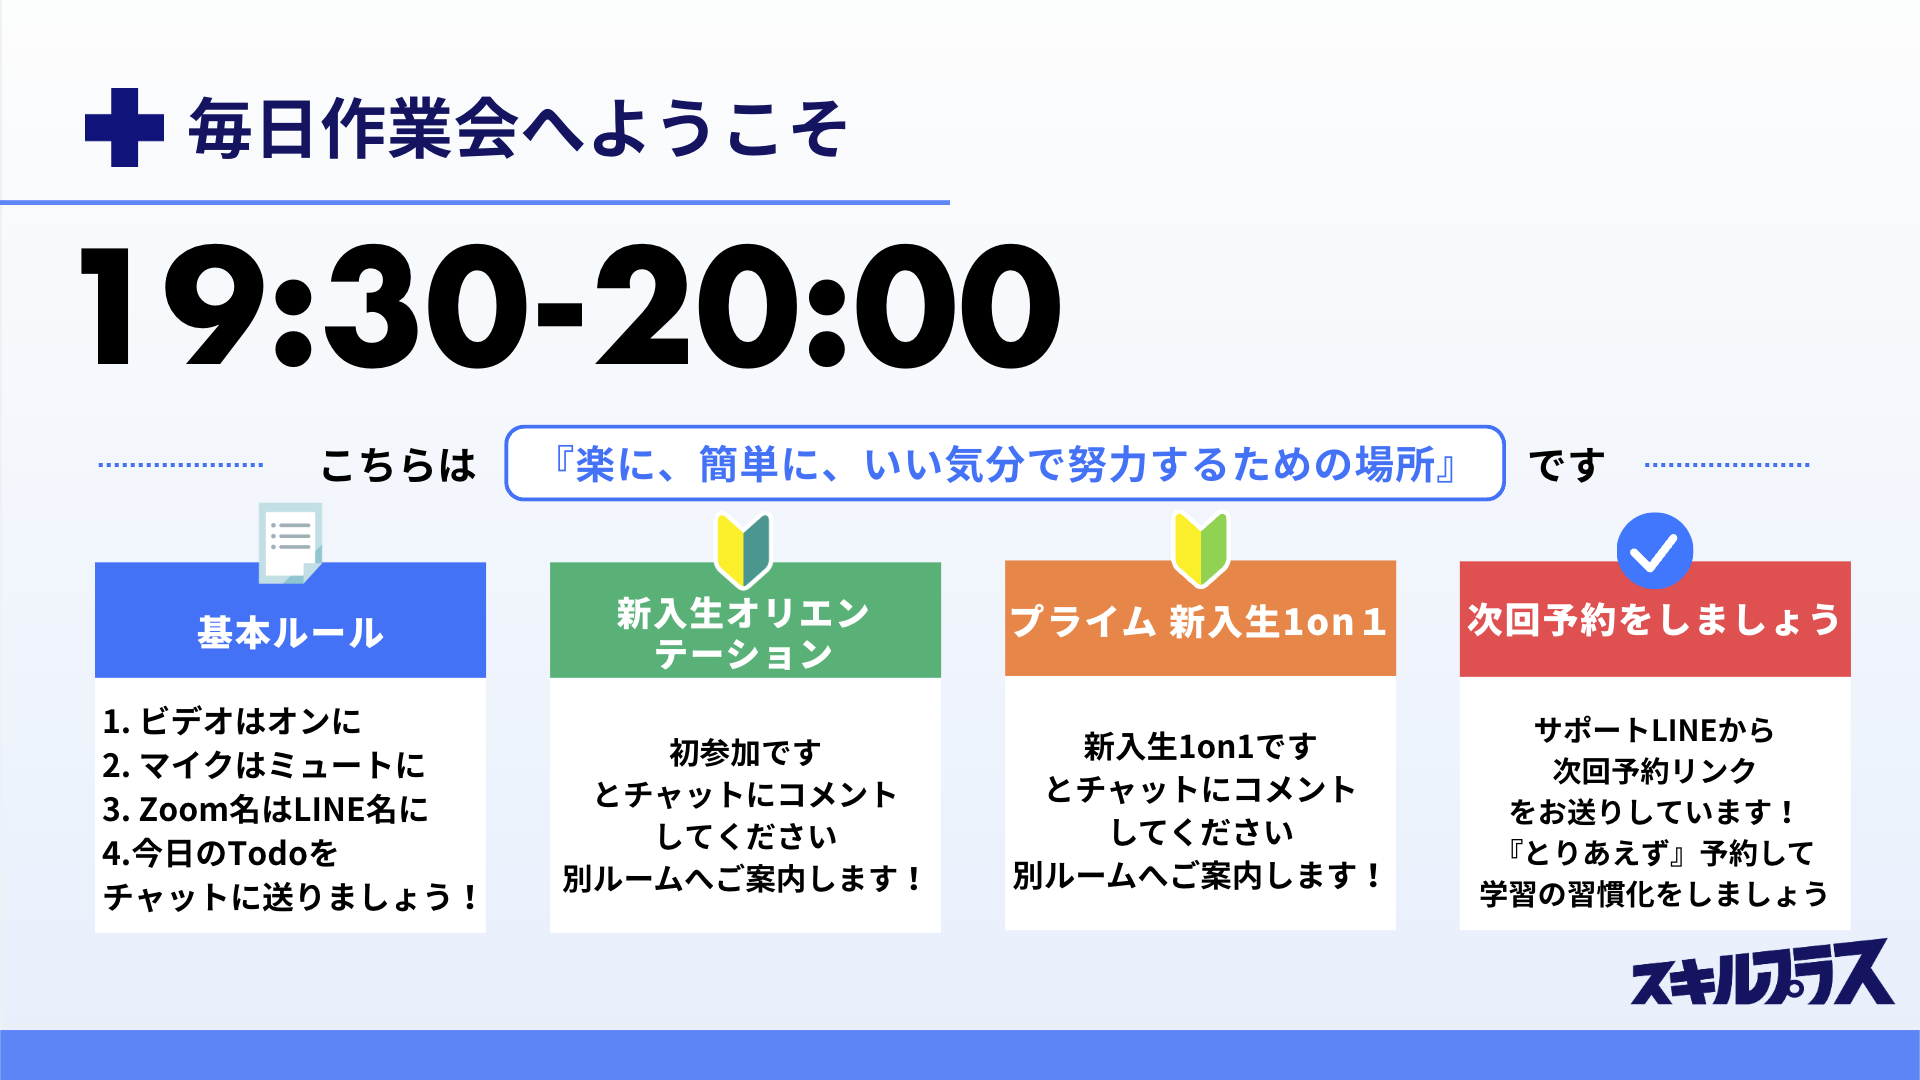 毎日作業会へようこそ
19:30-20:00
こちらは 『楽に、簡単に、いい気分で努力するための場所』 です
基本ルール
1. ビデオはオンに
2. マイクはミュートに
3. Zoom名はLINE名に
4.今日のTodoを
チャットに送りましょう！
新入生オリエン
テーション
初参加です
とチャットにコメント
してください
別ルームへご案内します！
プライム 新入生1on１
新入生1on1です
とチャットにコメント
してください
別ルームへご案内します！
次回予約をしましょう
サポートLINEから
次回予約リンク
をお送りしています！
『とりあえず』予約して
学習の習慣化をしましょう
スキルプラス